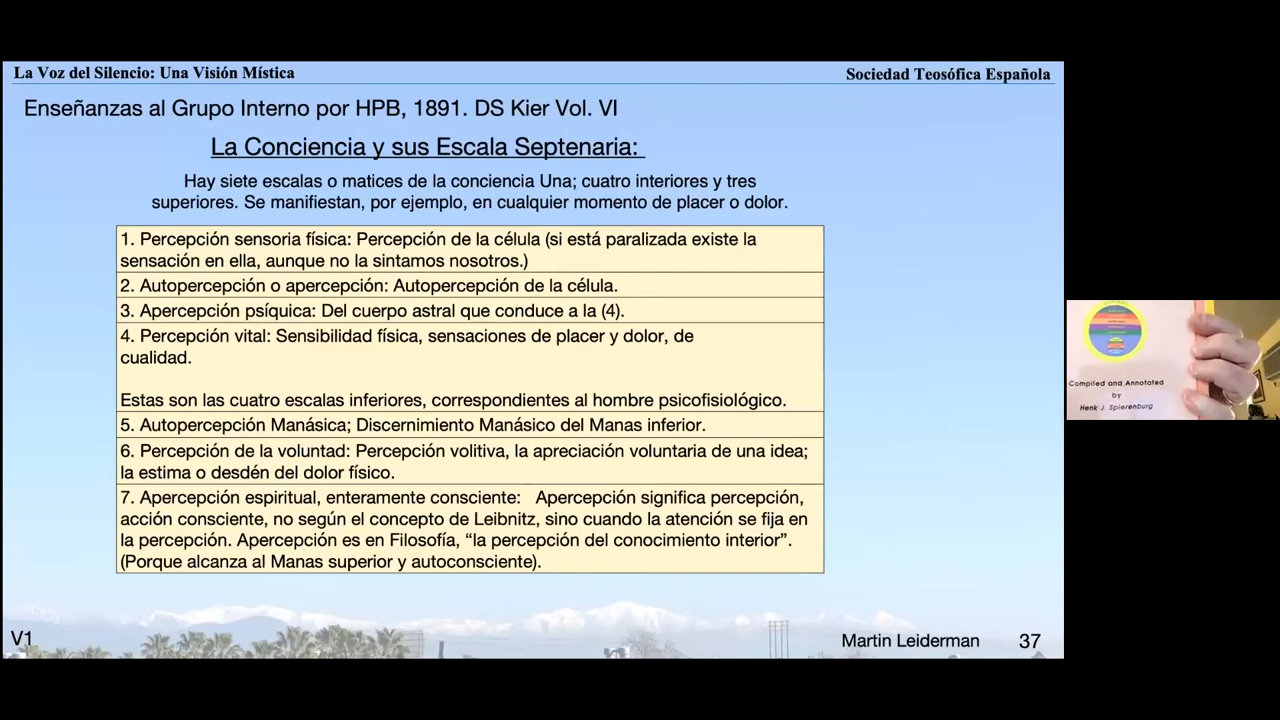 La Voz del Silencio: Una Visión Mística
Sociedad Teosófica Española
Enseñanzas al Grupo Interno por HPB, 1891. DS Kier Vol. VI
La Conciencia y sus Escala Septenaria:
Hay siete escalas o matices de la conciencia Una; cuatro interiores y tres
superiores. Se manifiestan, por ejemplo, en cualquier momento de placer o dolor.
1. Percepción sensoria física: Percepción de la célula (si está paralizada existe la
sensación en ella, aunque no la sintamos nosotros.)
2. Autopercepción o apercepción: Autopercepción de la célula.
3. Apercepción psíquica: Del cuerpo astral que conduce a la (4).
4. Percepción vital: Sensibilidad física, sensaciones de placer y dolor, de
cualidad.
Estas son las cuatro escalas inferiores, correspondientes al hombre psicofisiológico.
5. Autopercepción Manásica; Discernimiento Manásico del Manas inferior.
6. Percepción de la voluntad: Percepción volitiva, la apreciación voluntaria de una idea;
la estima o desdén del dolor físico.
7. Apercepción espiritual, enteramente consciente: Apercepción significa percepción,
acción consciente, no según el concepto de Leibnitz, sino cuando la atención se fija en
la percepción. Apercepción es en Filosofía, “la percepción del conocimiento interior”.
(Porque alcanza al Manas superior y autoconsciente).
V1
Martin Leiderman
37
Compiled and Annotated
by
Henk J. Spierenburg